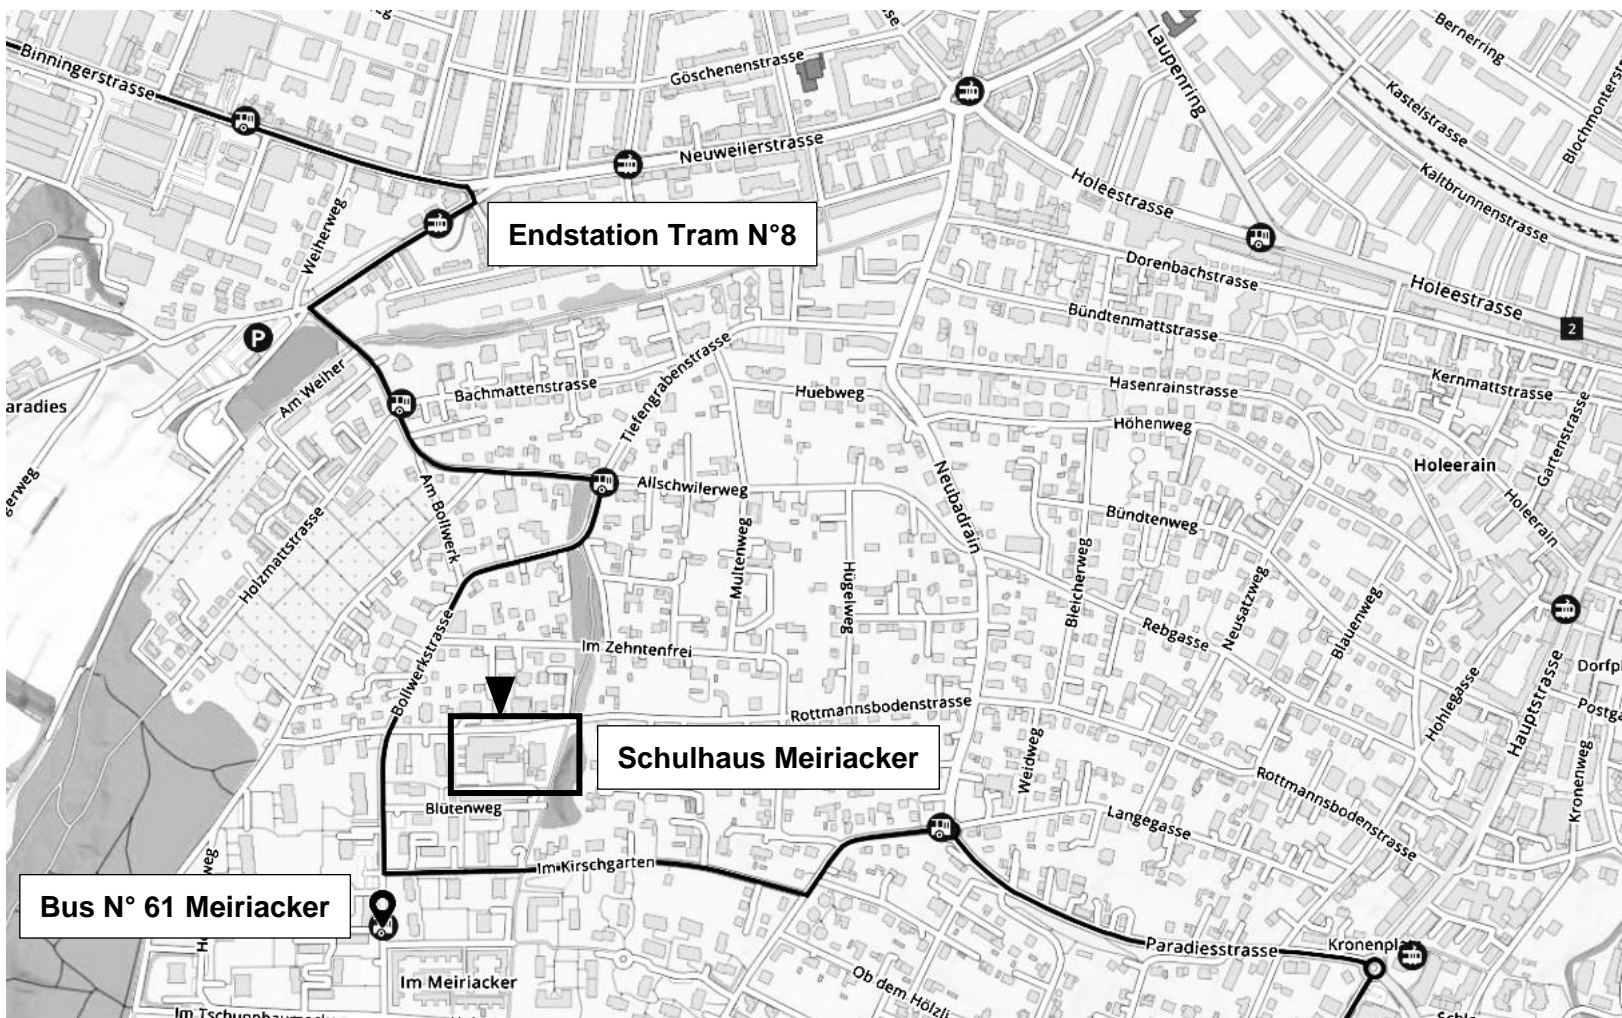 Binningerstrasse
Göschenenstrasse
Laupenring
Bernerring
Kastelstrasse
Neuweilerstrasse
Holeestrasse
Kaltbrunnenstrasse
Weiherweg
Endstation Tram N°8
Dorenbachstrasse
Holeestrasse
Bündtenmattstrasse
2
P
Am Weiher
Bachmattenstrasse
Tiefengrabenstrasse
Huebweg
Hasenrainstrasse
Kernmattstrasse
aradies
Höhenweg
Gartenstrasse
Holeerain
gerweg
Am Bollwerk
Allschwilerweg
Neubadrain
Bündtenweg
Holeerain
Holzmattstrasse
Multenweg
Hügelweg
Bleicherweg
Neusatzweg
Blauenweg
Rebgasse
Bollwerkstrasse
Im Zehntenfrei
Hohlegasse
Hauptstrasse
Dorfpl
Postga
Rottmannsbodenstrasse
Schulhaus Meiriacker
Weidweg
Rottmannsbodenstrasse
Kronenweg
Blütenweg
Langegasse
Im Kirschgarten
Bus N° 61 Meiriacker
Paradiesstrasse
Kronenplatz
Im Meiriacker
Ob dem Hölzli